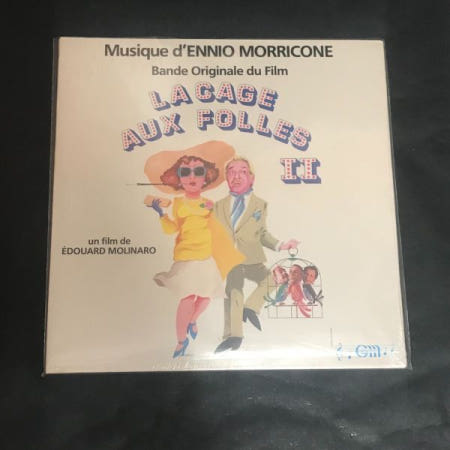 Musique d'ENNIO MORRICONE
Bande Originale du Film
LA CAGE
AUX FOLLES
II
un film de
ÉDOUARD MOLINARO